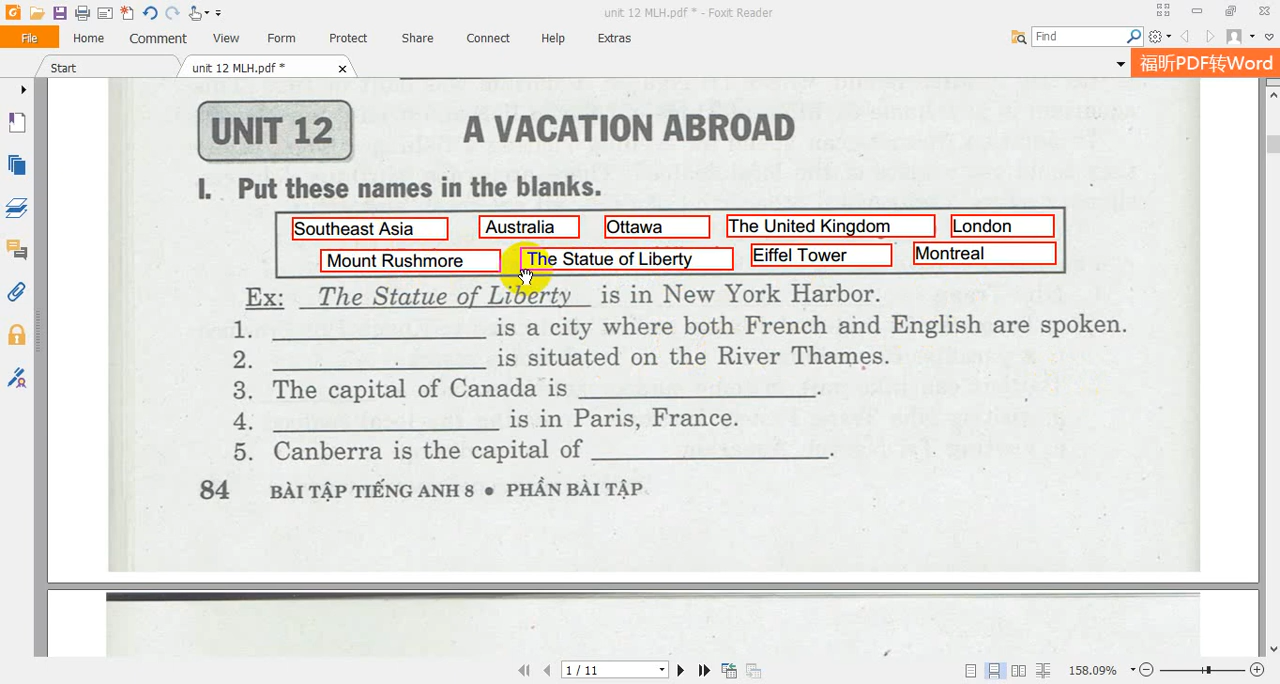 unit 12 MLH.pdf * - Foxit Reader
File Home Comment View Form Protect Share Connect Help Extras Find
Start unit 12 MLH.pdf * 福昕PDF转Word
UNIT 12 A VACATION ABROAD
I. Put these names in the blanks.
Southeast Asia Australia Ottawa The United Kingdom London
Mount Rushmore The Statue of Liberty Eiffel Tower Montreal
Ex: The Statue of Liberty is in New York Harbor.
1. ____________ is a city where both French and English are spoken.
2. ____________ is situated on the River Thames.
3. The capital of Canada is ____________.
4. ____________ is in Paris, France.
5. Canberra is the capital of ____________.
84 BÀI TẬP TIẾNG ANH 8 • PHẦN BÀI TẬP
1 / 11 158.09%